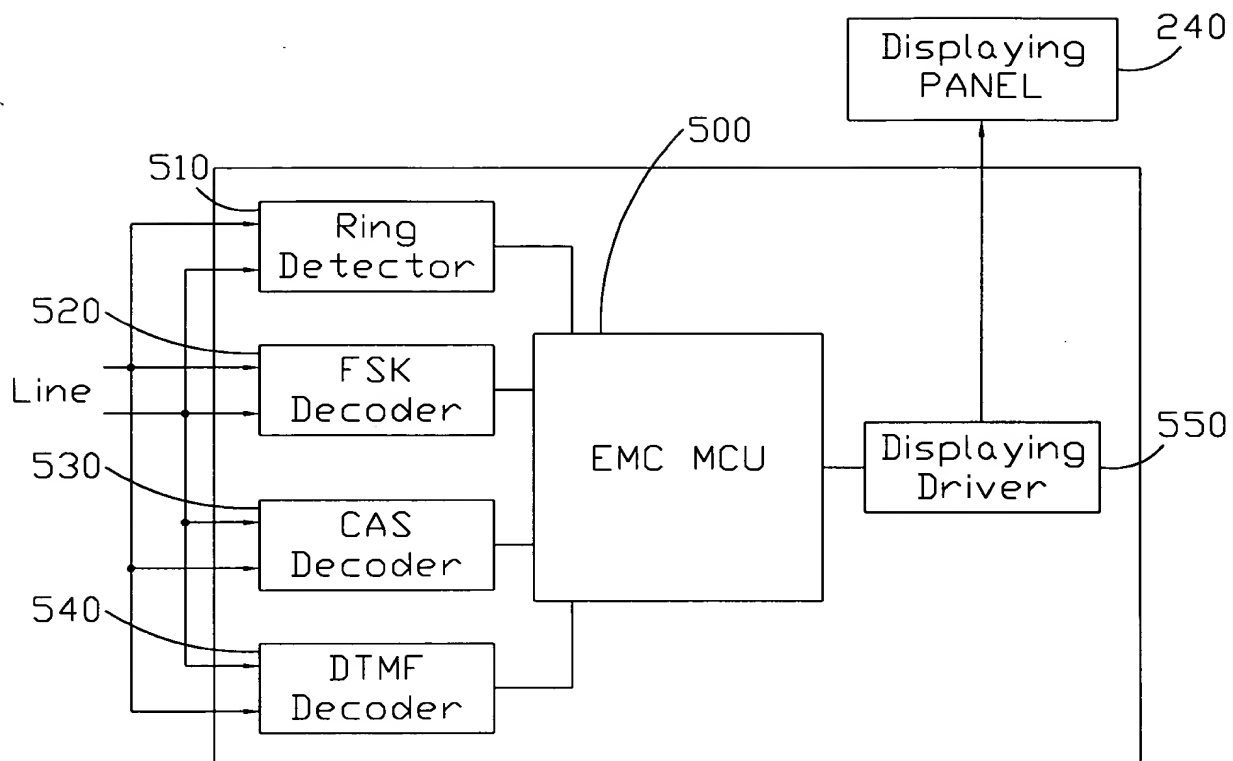 240
Displaying
PANEL
500
510
Ring
Detector
520
FSK
Decoder
Line
EMC MCU
550
Displaying
Driver
530
CAS
Decoder
540
DTMF
Decoder